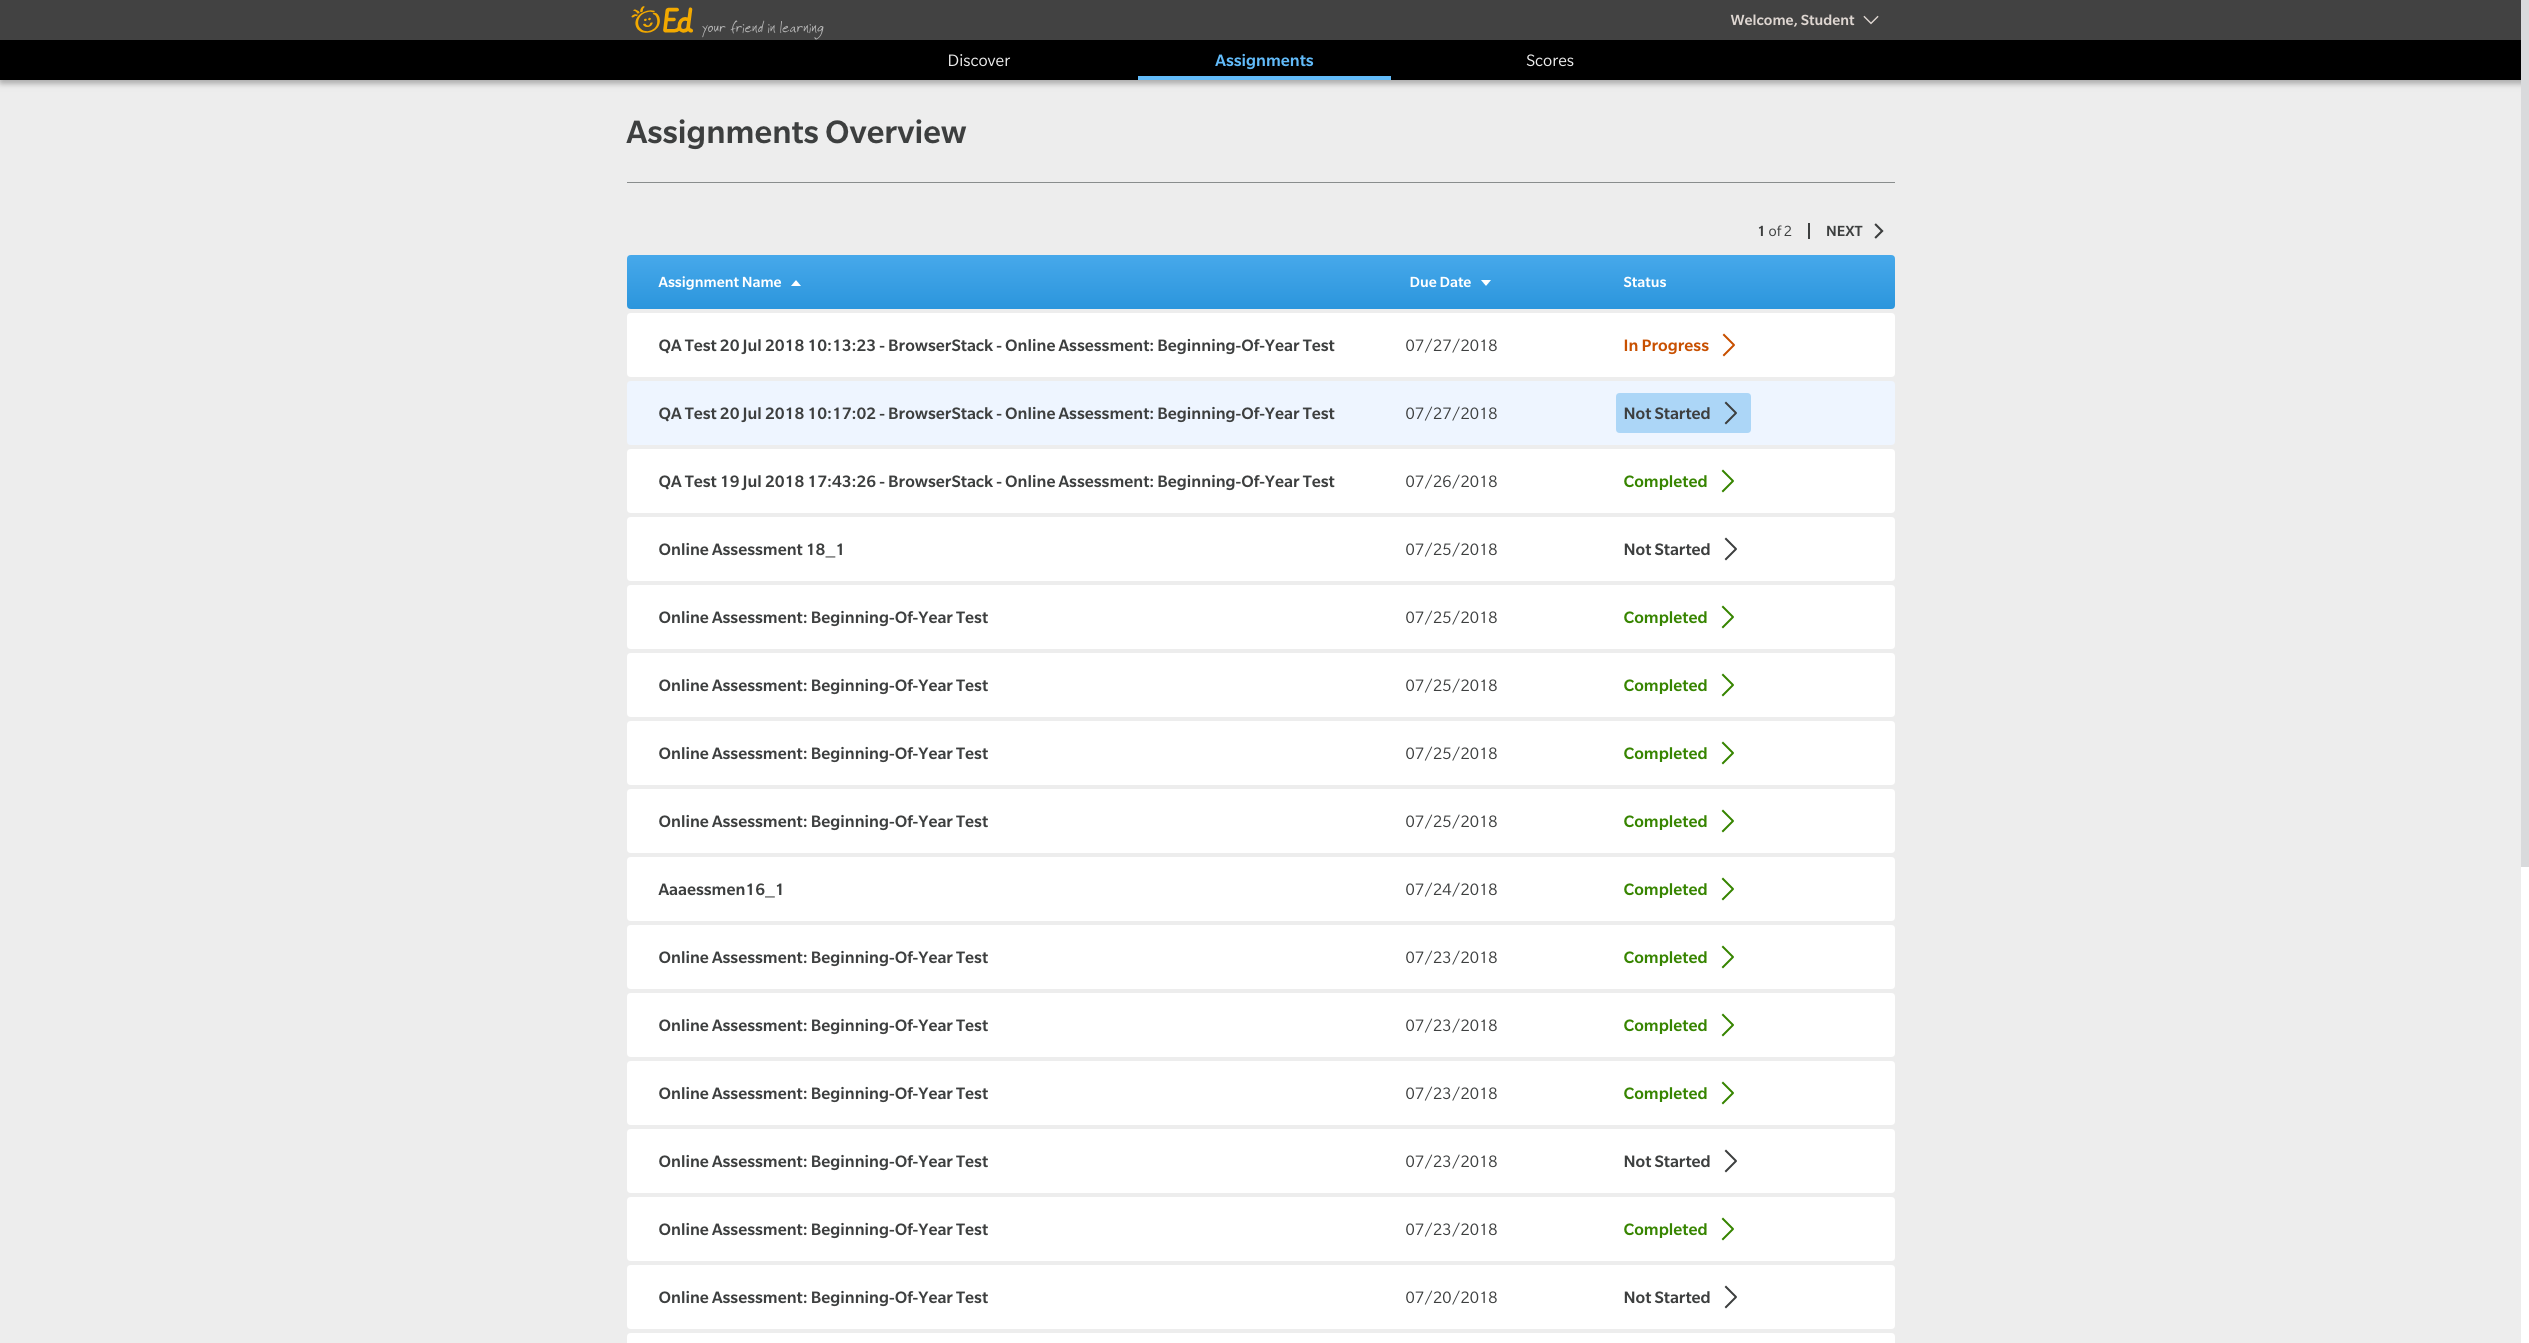 Ed your friend in learning
Welcome, Student
Discover Assignments Scores
Assignments Overview
1 of 2 | NEXT
Assignment Name Due Date Status
QA Test 20 Jul 2018 10:13:23 - BrowserStack - Online Assessment: Beginning-Of-Year Test 07/27/2018 In Progress
QA Test 20 Jul 2018 10:17:02 - BrowserStack - Online Assessment: Beginning-Of-Year Test 07/27/2018 Not Started
QA Test 19 Jul 2018 17:43:26 - BrowserStack - Online Assessment: Beginning-Of-Year Test 07/26/2018 Completed
Online Assessment 18_1 07/25/2018 Not Started
Online Assessment: Beginning-Of-Year Test 07/25/2018 Completed
Online Assessment: Beginning-Of-Year Test 07/25/2018 Completed
Online Assessment: Beginning-Of-Year Test 07/25/2018 Completed
Online Assessment: Beginning-Of-Year Test 07/25/2018 Completed
Aaaessmen16_1 07/24/2018 Completed
Online Assessment: Beginning-Of-Year Test 07/23/2018 Completed
Online Assessment: Beginning-Of-Year Test 07/23/2018 Completed
Online Assessment: Beginning-Of-Year Test 07/23/2018 Completed
Online Assessment: Beginning-Of-Year Test 07/23/2018 Not Started
Online Assessment: Beginning-Of-Year Test 07/23/2018 Completed
Online Assessment: Beginning-Of-Year Test 07/20/2018 Not Started